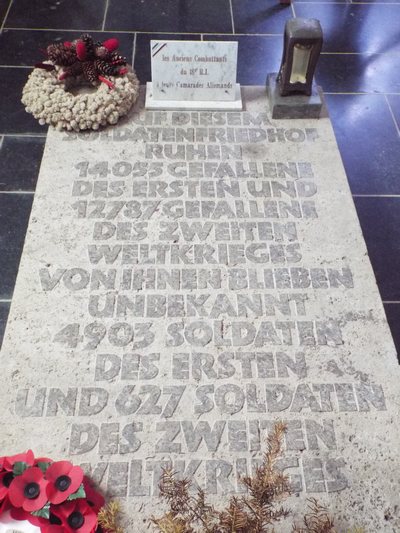 les Anciens Combattants
du 18e R.I.
a leurs Camarades Allemands
AUF DIESEM
SOLDATENFRIEDHOF
RUHEN
14055 GEFALLENE
DES ERSTEN UND
12787 GEFALLENE
DES ZWEITEN
WELTKRIEGES
VON IHNEN BLIEBEN
UNBEKANNT
4903 SOLDATEN
DES ERSTEN
UND 627 SOLDATEN
DES ZWEITEN
WELTKRIEGES